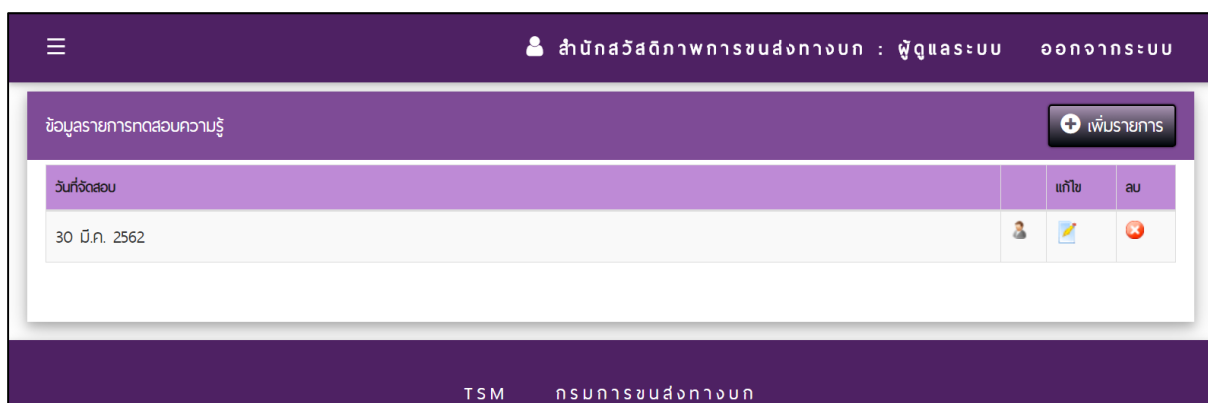 สำนักสวัสดิภาพการขนส่งทางบก : ผู้ดูแลระบบ ออกจากระบบ
ข้อมูลรายการทดสอบความรู้ เพิ่มรายการ
วันที่จัดสอบ แก้ไข ลบ
30 มี.ค. 2562
TSM กรมการขนส่งทางบก